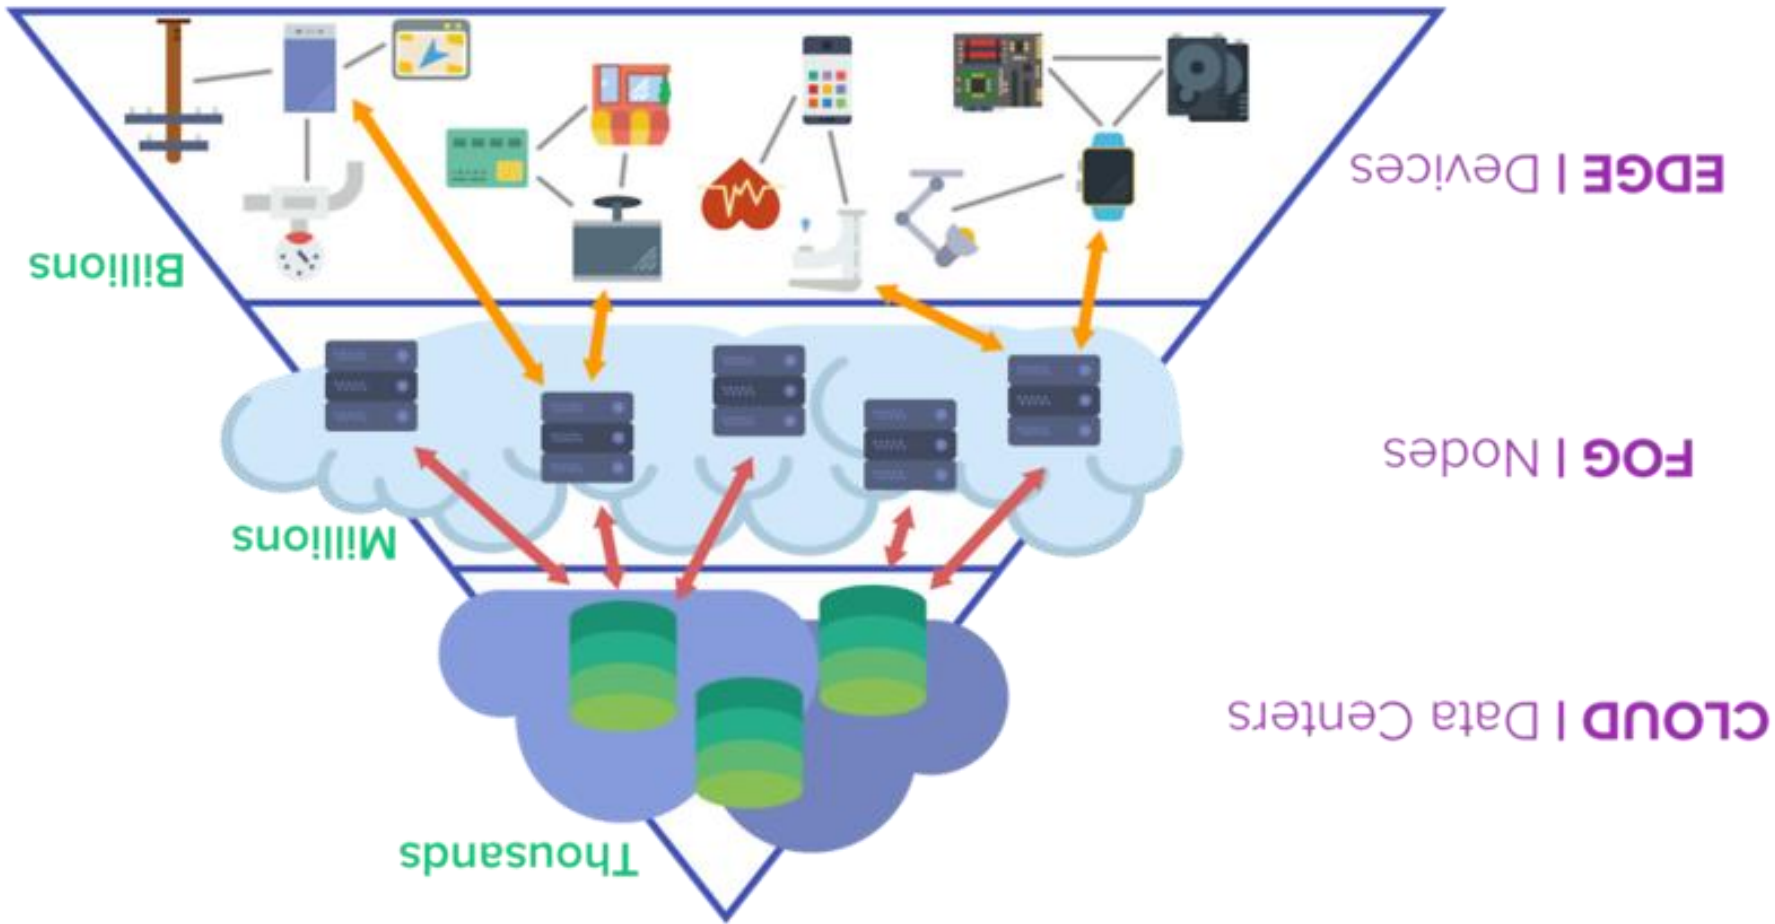 CLOUD | Data Centers
Thousands
FOG | Nodes
Millions
EDGE | Devices
Billions